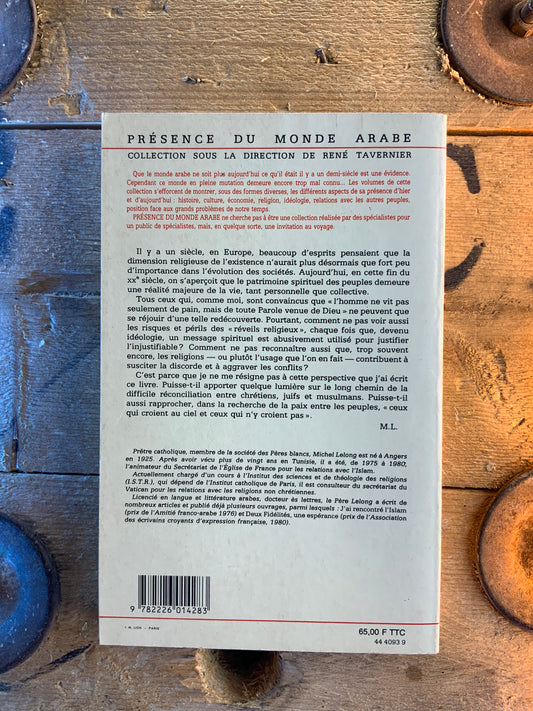 PRÉSENCE DU MONDE ARABE
COLLECTION SOUS LA DIRECTION DE RENÉ TAVERNIER
Que le monde arabe ne soit plus aujourd'hui ce qu'il était il y a un demi-siècle est une évidence.
Cependant ce monde en pleine mutation demeure encore trop mal connu... Les volumes de cette
collection s'efforcent de montrer, sous des formes diverses, les différents aspects de sa présence d'hier
et d'aujourd'hui : histoire, culture, économie, religion, idéologie, relations avec les autres peuples,
position face aux grands problèmes de notre temps.
PRÉSENCE DU MONDE ARABE ne cherche pas à être une collection réalisée par des spécialistes pour
un public de spécialistes, mais, en quelque sorte, une invitation au voyage.
Il y a un siècle, en Europe, beaucoup d'esprits pensaient que la
dimension religieuse de l'existence n'aurait plus désormais que fort peu
d'importance dans l'évolution des sociétés. Aujourd'hui, en cette fin du
XXe siècle, on s'aperçoit que le patrimoine spirituel des peuples demeure
une réalité majeure de la vie, tant personnelle que collective.
Tous ceux qui, comme moi, sont convaincus que « l'homme ne vit pas
seulement de pain, mais de toute Parole venue de Dieu » ne peuvent que
se réjouir d'une telle redécouverte. Pourtant, comment ne pas voir aussi
les risques et périls des « réveils religieux », chaque fois que, devenu
idéologie, un message spirituel est abusivement utilisé pour justifier
l'injustifiable ? Comment ne pas reconnaître aussi que, trop souvent
encore, les religions — ou plutôt l'usage que l'on en fait — contribuent à
susciter la discorde et à aggraver les conflits ?
C'est parce que je ne me résigne pas à cette perspective que j'ai écrit
ce livre. Puisse-t-il apporter quelque lumière sur le long chemin de la
difficile réconciliation entre chrétiens, juifs et musulmans. Puisse-t-il
aussi rapprocher, dans la recherche de la paix entre les peuples, « ceux
qui croient au ciel et ceux qui n'y croient pas ».
M.L.
Prêtre catholique, membre de la société des Pères blancs, Michel Lelong est né à Angers
en 1925. Après avoir vécu plus de vingt ans en Tunisie, il a été, de 1975 à 1980,
l'animateur du Secrétariat de l'Église de France pour les relations avec l'Islam.
Actuellement chargé d'un cours à l'Institut des sciences et de théologie des religions
(I.S.T.R.), qui dépend de l'Institut catholique de Paris, il est consulteur du secrétariat du
Vatican pour les relations avec les religions non chrétiennes.
Licencié en langue et littérature arabes, docteur ès lettres, le Père Lelong a écrit de
nombreux articles et publié déjà plusieurs ouvrages, parmi lesquels : J'ai rencontré l'Islam
(prix de l'Amitié franco-arabe 1976) et Deux Fidélités, une espérance (prix de l'Association
des écrivains croyants d'expression française, 1980).
9 782226 014283
I. M. LION - PARIS
65,00 F TTC
44 4093 9